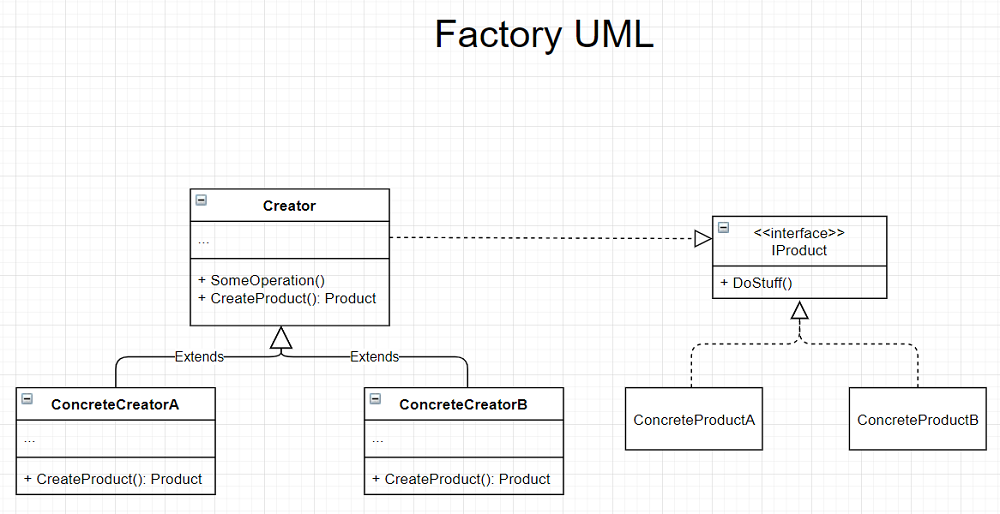 Factory UML
Creator
...
+ SomeOperation()
+ CreateProduct(): Product
<<interface>>
IProduct
+ DoStuff()
Extends
Extends
ConcreteCreatorA
...
+ CreateProduct(): Product
ConcreteCreatorB
...
+ CreateProduct(): Product
ConcreteProductA
ConcreteProductB